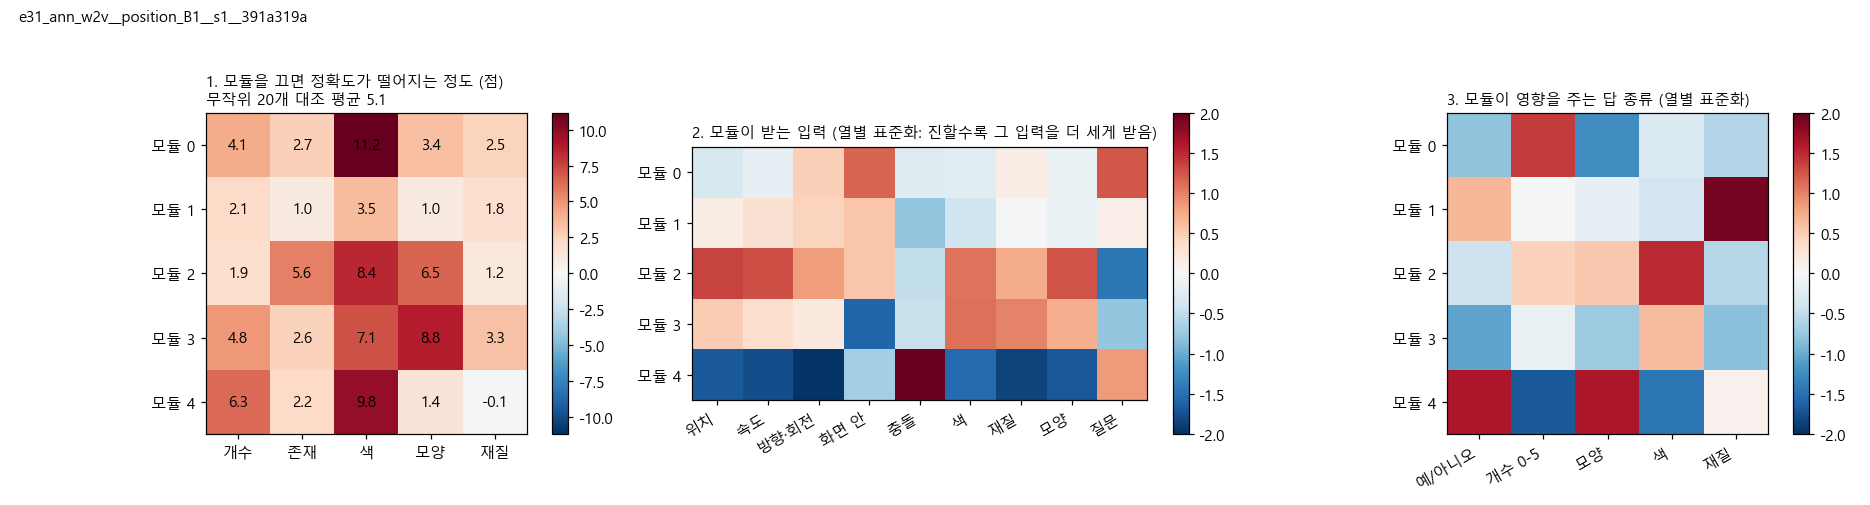 e31_ann_w2v__position_B1__s1__391a319a
1. 모듈을 끄면 정확도가 떨어지는 정도 (점)
무작위 20개 대조 평균 5.1
모듈 0 4.1 2.7 11.2 3.4 2.5
모듈 1 2.1 1.0 3.5 1.0 1.8
모듈 2 1.9 5.6 8.4 6.5 1.2
모듈 3 4.8 2.6 7.1 8.8 3.3
모듈 4 6.3 2.2 9.8 1.4 -0.1
개수 존재 색 모양 재질
10.0
7.5
5.0
2.5
0.0
-2.5
-5.0
-7.5
-10.0
2. 모듈이 받는 입력 (열별 표준화: 진할수록 그 입력을 더 세게 받음)
모듈 0
모듈 1
모듈 2
모듈 3
모듈 4
위치 속도 방향·회전 화면 안 충돌 색 재질 모양 질문
2.0
1.5
1.0
0.5
0.0
-0.5
-1.0
-1.5
-2.0
3. 모듈이 영향을 주는 답 종류 (열별 표준화)
모듈 0
모듈 1
모듈 2
모듈 3
모듈 4
예/아니오 개수 0-5 모양 색 재질
2.0
1.5
1.0
0.5
0.0
-0.5
-1.0
-1.5
-2.0